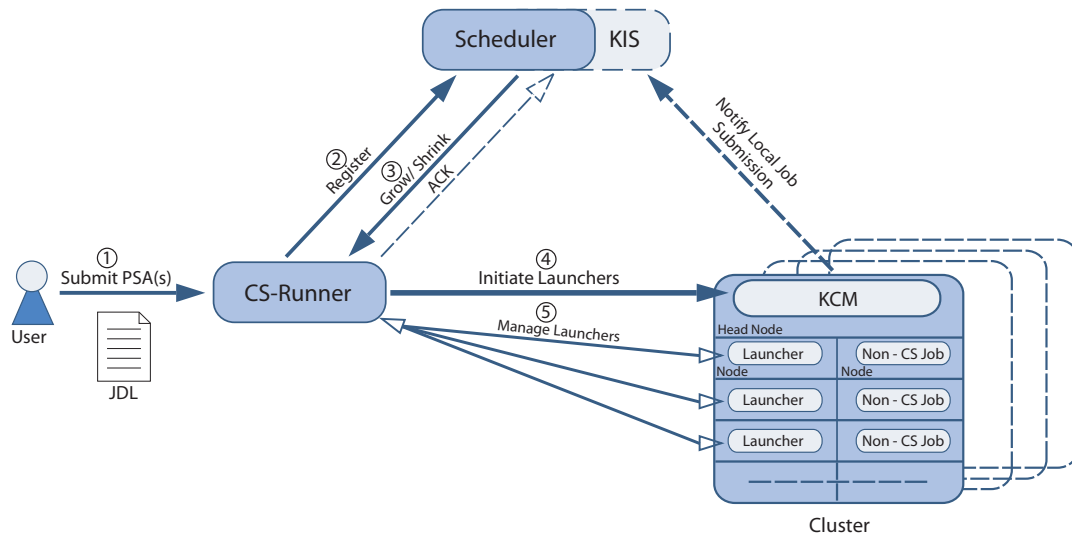 Scheduler
KIS
②
Register
③
Grow/ Shrink
ACK
Notify Local Job
Submission
①
Submit PSA(s)
User
JDL
CS-Runner
④
Initiate Launchers
⑤
Manage Launchers
KCM
Head Node
Launcher
Non - CS Job
Node
Node
Launcher
Non - CS Job
Launcher
Non - CS Job
Cluster